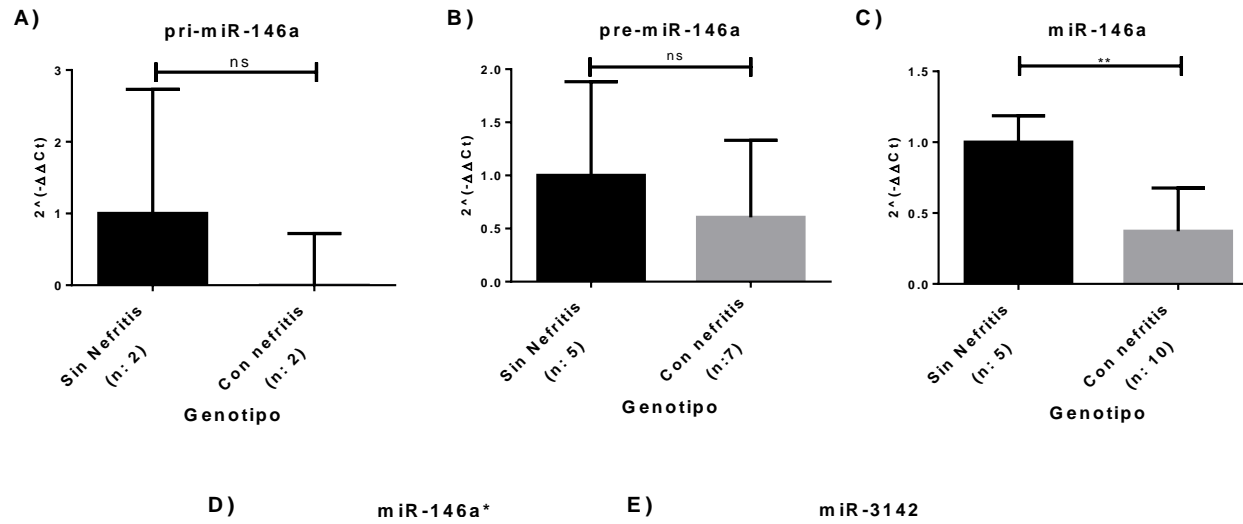 A)
pri-miR-146a
3
2
1
0
2^(-ΔΔCt)
ns
Sin Nefritis
(n: 2)
Con nefritis
(n: 2)
Genotipo
B)
pre-miR-146a
2.0
1.5
1.0
0.5
0.0
2^(-ΔΔCt)
ns
Sin Nefritis
(n: 5)
Con nefritis
(n:7)
Genotipo
C)
miR-146a
1.5
1.0
0.5
0.0
2^(-ΔΔCt)
**
Sin Nefritis
(n: 5)
Con nefritis
(n: 10)
Genotipo
D)
miR-146a*
E)
miR-3142